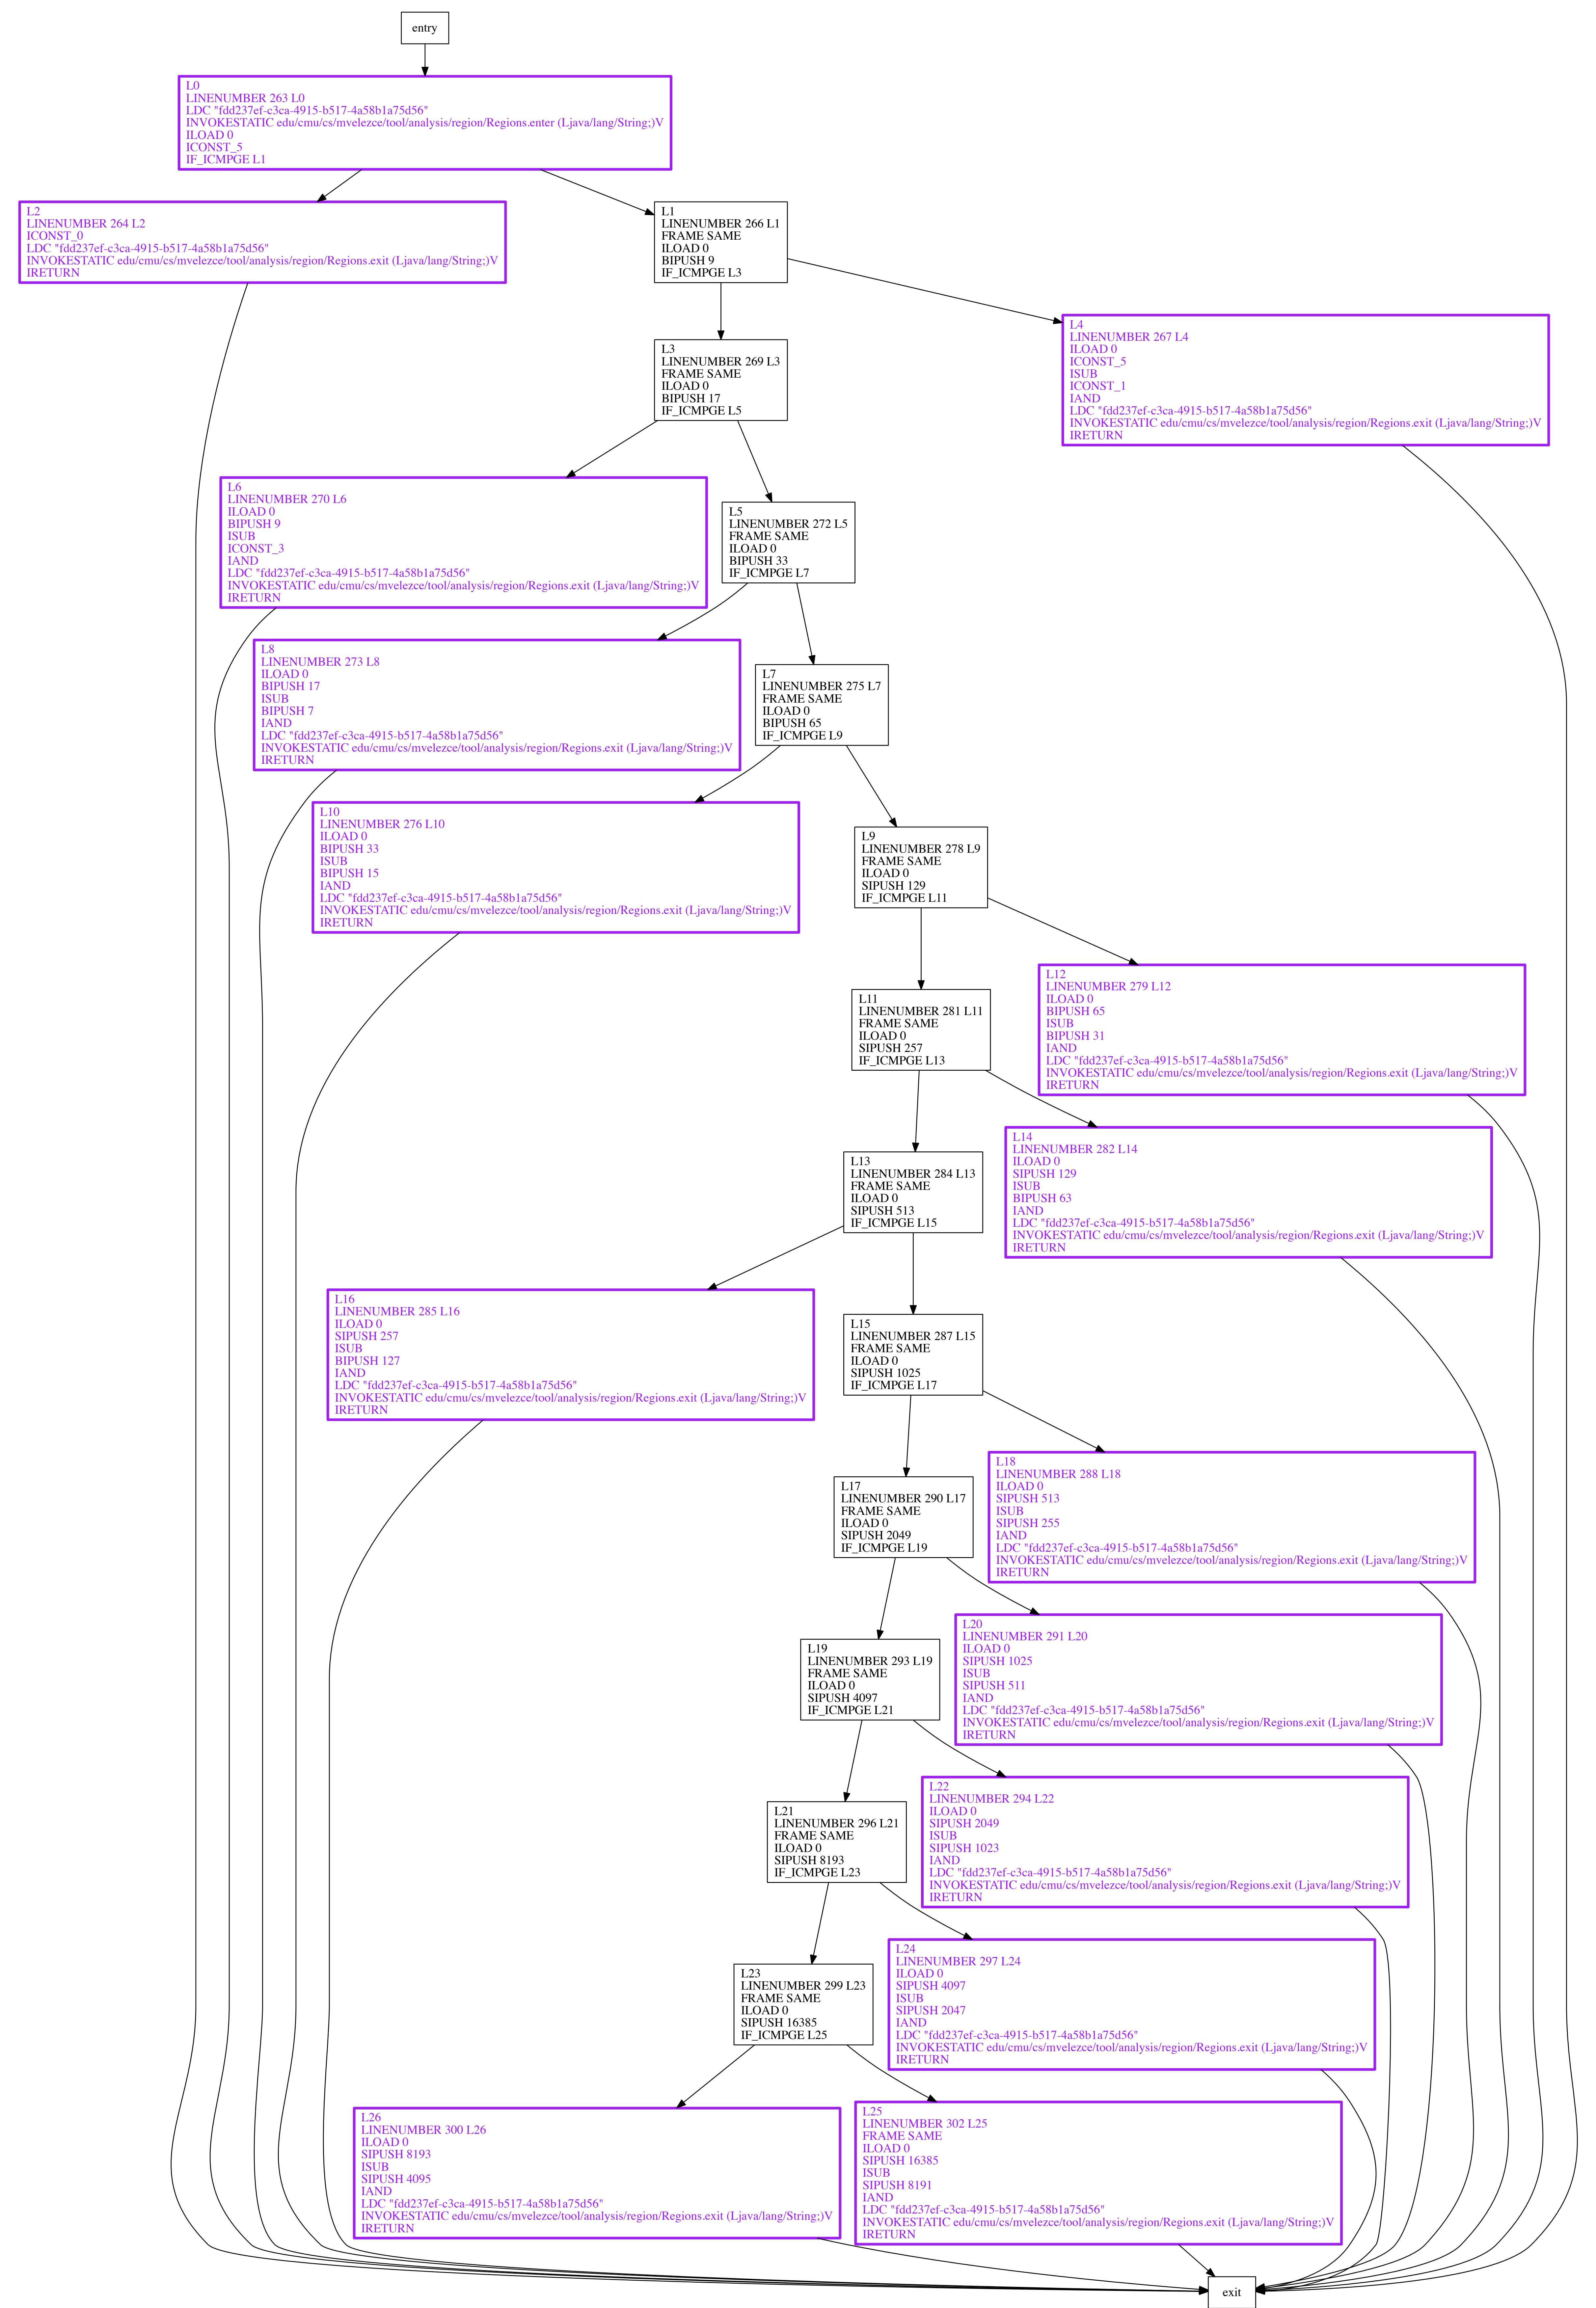 entry
L0
LINENUMBER 263 L0
LDC "fdd237ef-c3ca-4915-b517-4a58b1a75d56"
INVOKESTATIC edu/cmu/cs/mvelezce/tool/analysis/region/Regions.enter (Ljava/lang/String;)V
ILOAD 0
ICONST_5
IF_ICMPGE L1
L2
LINENUMBER 264 L2
ICONST_0
LDC "fdd237ef-c3ca-4915-b517-4a58b1a75d56"
INVOKESTATIC edu/cmu/cs/mvelezce/tool/analysis/region/Regions.exit (Ljava/lang/String;)V
IRETURN
L1
LINENUMBER 266 L1
FRAME SAME
ILOAD 0
BIPUSH 9
IF_ICMPGE L3
L4
LINENUMBER 267 L4
ILOAD 0
ICONST_5
ISUB
ICONST_1
IAND
LDC "fdd237ef-c3ca-4915-b517-4a58b1a75d56"
INVOKESTATIC edu/cmu/cs/mvelezce/tool/analysis/region/Regions.exit (Ljava/lang/String;)V
IRETURN
L3
LINENUMBER 269 L3
FRAME SAME
ILOAD 0
BIPUSH 17
IF_ICMPGE L5
L6
LINENUMBER 270 L6
ILOAD 0
BIPUSH 9
ISUB
ICONST_3
IAND
LDC "fdd237ef-c3ca-4915-b517-4a58b1a75d56"
INVOKESTATIC edu/cmu/cs/mvelezce/tool/analysis/region/Regions.exit (Ljava/lang/String;)V
IRETURN
L5
LINENUMBER 272 L5
FRAME SAME
ILOAD 0
BIPUSH 33
IF_ICMPGE L7
L8
LINENUMBER 273 L8
ILOAD 0
BIPUSH 17
ISUB
BIPUSH 7
IAND
LDC "fdd237ef-c3ca-4915-b517-4a58b1a75d56"
INVOKESTATIC edu/cmu/cs/mvelezce/tool/analysis/region/Regions.exit (Ljava/lang/String;)V
IRETURN
L7
LINENUMBER 275 L7
FRAME SAME
ILOAD 0
BIPUSH 65
IF_ICMPGE L9
L10
LINENUMBER 276 L10
ILOAD 0
BIPUSH 33
ISUB
BIPUSH 15
IAND
LDC "fdd237ef-c3ca-4915-b517-4a58b1a75d56"
INVOKESTATIC edu/cmu/cs/mvelezce/tool/analysis/region/Regions.exit (Ljava/lang/String;)V
IRETURN
L9
LINENUMBER 278 L9
FRAME SAME
ILOAD 0
SIPUSH 129
IF_ICMPGE L11
L12
LINENUMBER 279 L12
ILOAD 0
BIPUSH 65
ISUB
BIPUSH 31
IAND
LDC "fdd237ef-c3ca-4915-b517-4a58b1a75d56"
INVOKESTATIC edu/cmu/cs/mvelezce/tool/analysis/region/Regions.exit (Ljava/lang/String;)V
IRETURN
L11
LINENUMBER 281 L11
FRAME SAME
ILOAD 0
SIPUSH 257
IF_ICMPGE L13
L14
LINENUMBER 282 L14
ILOAD 0
SIPUSH 129
ISUB
BIPUSH 63
IAND
LDC "fdd237ef-c3ca-4915-b517-4a58b1a75d56"
INVOKESTATIC edu/cmu/cs/mvelezce/tool/analysis/region/Regions.exit (Ljava/lang/String;)V
IRETURN
L13
LINENUMBER 284 L13
FRAME SAME
ILOAD 0
SIPUSH 513
IF_ICMPGE L15
L16
LINENUMBER 285 L16
ILOAD 0
SIPUSH 257
ISUB
BIPUSH 127
IAND
LDC "fdd237ef-c3ca-4915-b517-4a58b1a75d56"
INVOKESTATIC edu/cmu/cs/mvelezce/tool/analysis/region/Regions.exit (Ljava/lang/String;)V
IRETURN
L15
LINENUMBER 287 L15
FRAME SAME
ILOAD 0
SIPUSH 1025
IF_ICMPGE L17
L18
LINENUMBER 288 L18
ILOAD 0
SIPUSH 513
ISUB
SIPUSH 255
IAND
LDC "fdd237ef-c3ca-4915-b517-4a58b1a75d56"
INVOKESTATIC edu/cmu/cs/mvelezce/tool/analysis/region/Regions.exit (Ljava/lang/String;)V
IRETURN
L17
LINENUMBER 290 L17
FRAME SAME
ILOAD 0
SIPUSH 2049
IF_ICMPGE L19
L20
LINENUMBER 291 L20
ILOAD 0
SIPUSH 1025
ISUB
SIPUSH 511
IAND
LDC "fdd237ef-c3ca-4915-b517-4a58b1a75d56"
INVOKESTATIC edu/cmu/cs/mvelezce/tool/analysis/region/Regions.exit (Ljava/lang/String;)V
IRETURN
L19
LINENUMBER 293 L19
FRAME SAME
ILOAD 0
SIPUSH 4097
IF_ICMPGE L21
L22
LINENUMBER 294 L22
ILOAD 0
SIPUSH 2049
ISUB
SIPUSH 1023
IAND
LDC "fdd237ef-c3ca-4915-b517-4a58b1a75d56"
INVOKESTATIC edu/cmu/cs/mvelezce/tool/analysis/region/Regions.exit (Ljava/lang/String;)V
IRETURN
L21
LINENUMBER 296 L21
FRAME SAME
ILOAD 0
SIPUSH 8193
IF_ICMPGE L23
L24
LINENUMBER 297 L24
ILOAD 0
SIPUSH 4097
ISUB
SIPUSH 2047
IAND
LDC "fdd237ef-c3ca-4915-b517-4a58b1a75d56"
INVOKESTATIC edu/cmu/cs/mvelezce/tool/analysis/region/Regions.exit (Ljava/lang/String;)V
IRETURN
L23
LINENUMBER 299 L23
FRAME SAME
ILOAD 0
SIPUSH 16385
IF_ICMPGE L25
L26
LINENUMBER 300 L26
ILOAD 0
SIPUSH 8193
ISUB
SIPUSH 4095
IAND
LDC "fdd237ef-c3ca-4915-b517-4a58b1a75d56"
INVOKESTATIC edu/cmu/cs/mvelezce/tool/analysis/region/Regions.exit (Ljava/lang/String;)V
IRETURN
L25
LINENUMBER 302 L25
FRAME SAME
ILOAD 0
SIPUSH 16385
ISUB
SIPUSH 8191
IAND
LDC "fdd237ef-c3ca-4915-b517-4a58b1a75d56"
INVOKESTATIC edu/cmu/cs/mvelezce/tool/analysis/region/Regions.exit (Ljava/lang/String;)V
IRETURN
exit